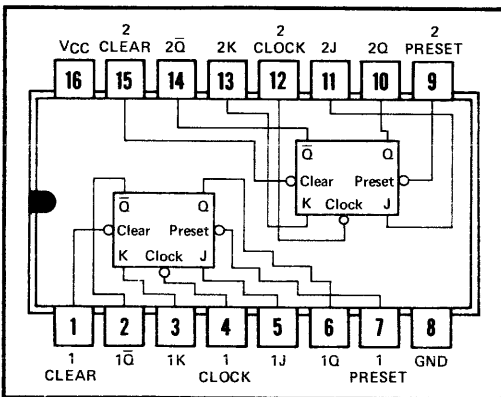 2 2 2
VCC CLEAR 2Q̅ 2K CLOCK 2J 2Q PRESET
16 15 14 13 12 11 10 9
Q̅ Q
Clear Preset
Clock
K J
Q̅ Q
Clear Preset
K Clock J
1 2 3 4 5 6 7 8
1 1Q̅ 1K 1 1J 1Q 1 GND
CLEAR CLOCK PRESET